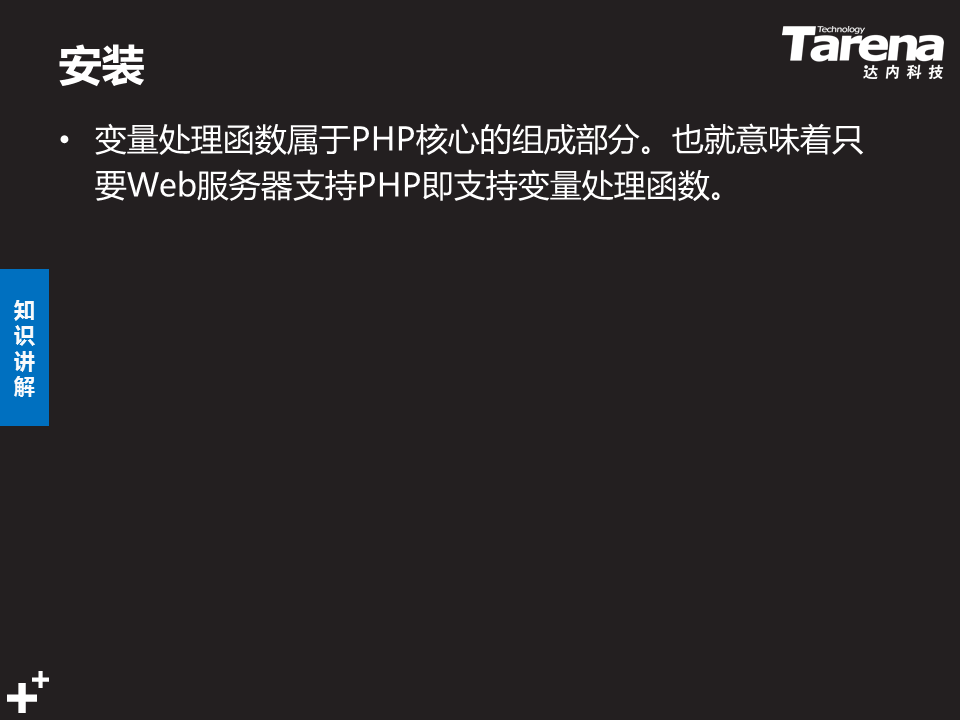 安装
Technology
Tarena
达内科技
• 变量处理函数属于PHP核心的组成部分。也就意味着只
要Web服务器支持PHP即支持变量处理函数。
知
识
讲
解